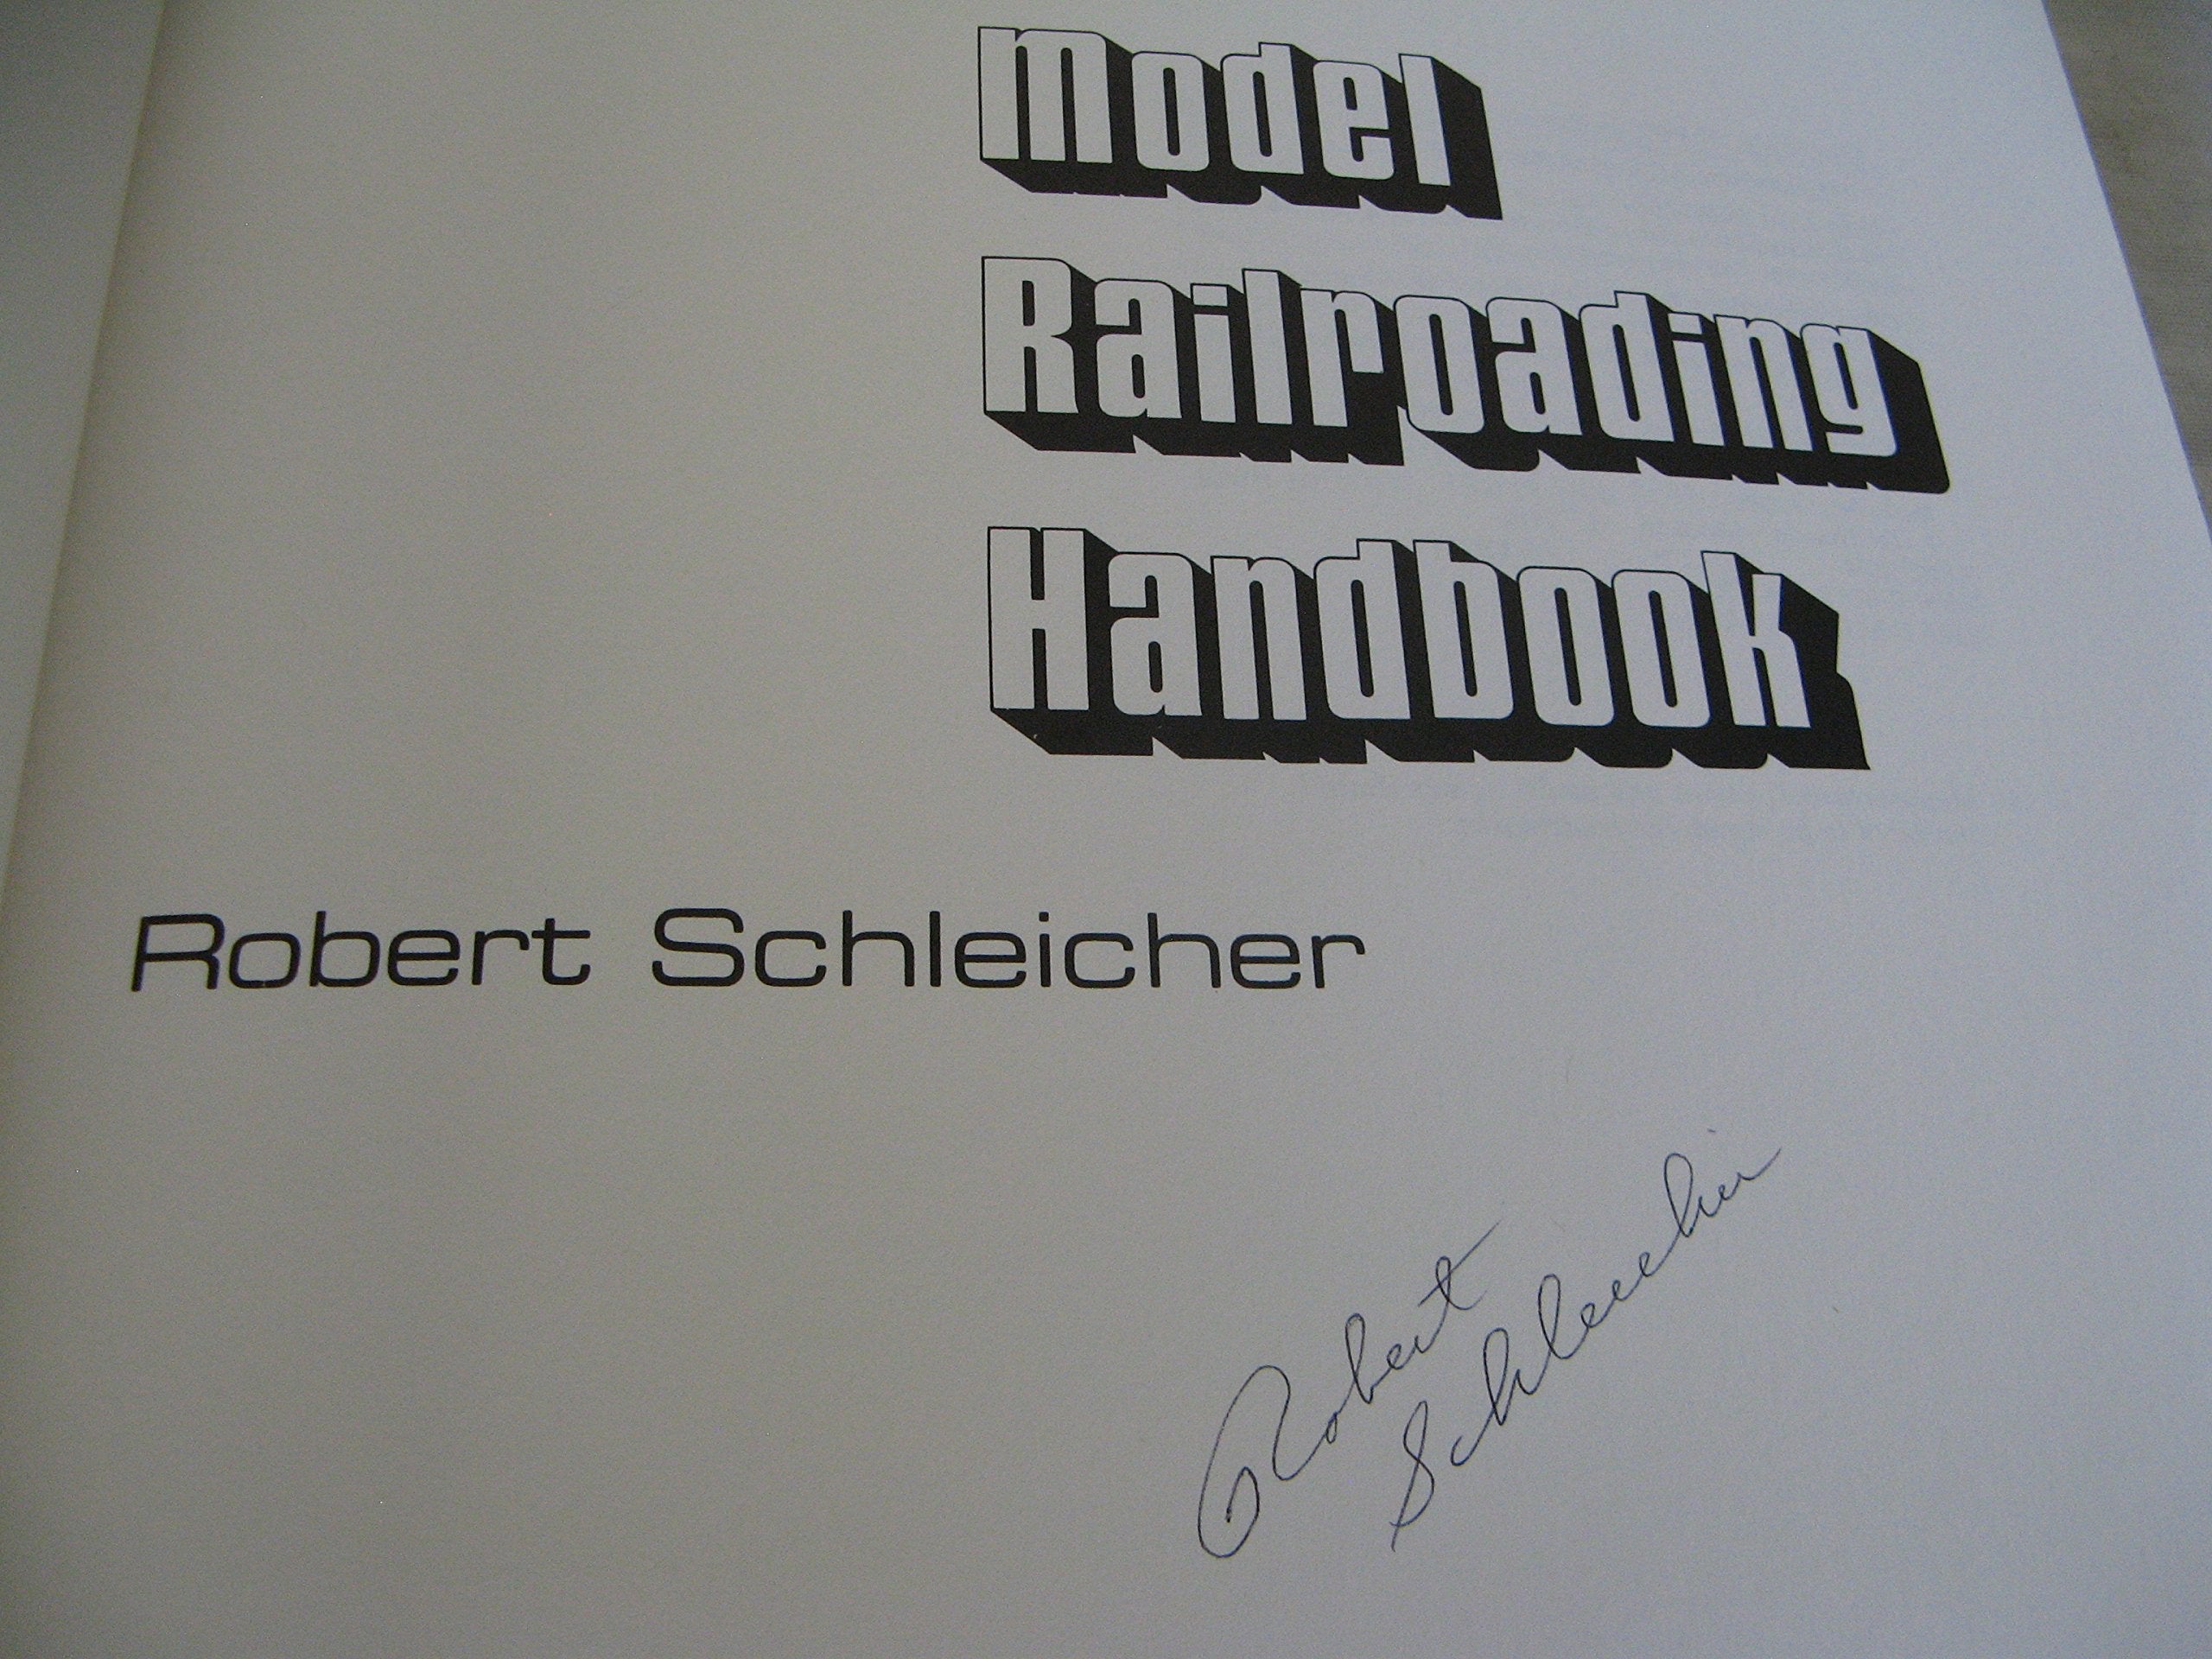 Model
Railroading
Handbook
Robert Schleicher
Robert
Schleicher